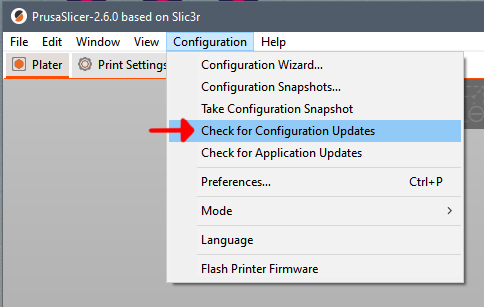 PrusaSlicer-2.6.0 based on Slic3r
File Edit Window View Configuration Help
Plater Print Settings
Configuration Wizard...
Configuration Snapshots...
Take Configuration Snapshot
Check for Configuration Updates
Check for Application Updates
Preferences... Ctrl+P
Mode
Language
Flash Printer Firmware